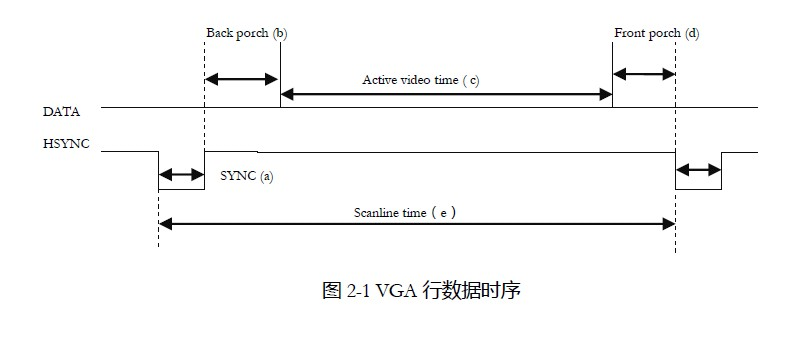 Back porch (b)
Front porch (d)
Active video time ( c)
DATA
HSYNC
SYNC (a)
Scanline time（e）
图 2-1 VGA 行数据时序